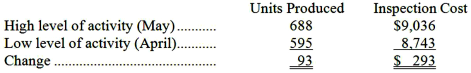 Units Produced Inspection Cost
High level of activity (May)........... 688 $9,036
Low level of activity (April)........... 595 8,743
Change ........................................... 93 $ 293